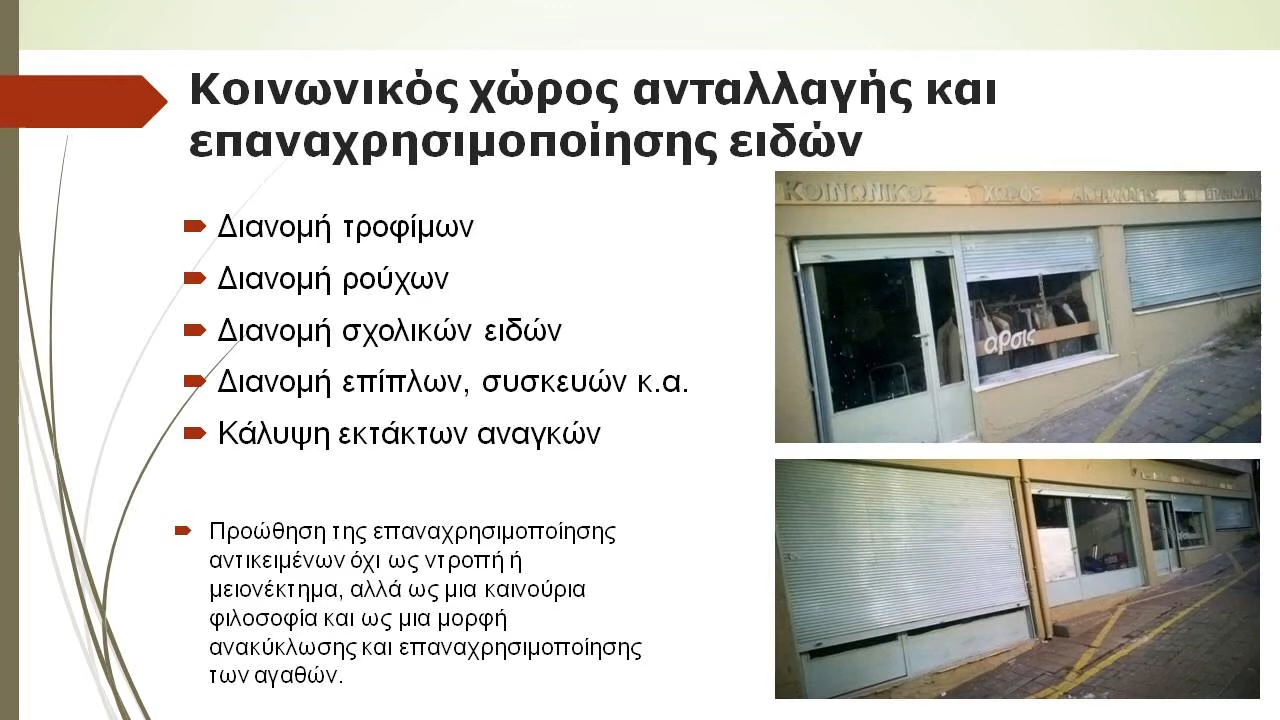 Κοινωνικός χώρος ανταλλαγής και
επαναχρησιμοποίησης ειδών
Διανομή τροφίμων
Διανομή ρούχων
Διανομή σχολικών ειδών
Διανομή επίπλων, συσκευών κ.α.
Κάλυψη εκτάκτων αναγκών
Προώθηση της επαναχρησιμοποίησης
αντικειμένων όχι ως ντροπή ή
μειονέκτημα, αλλά ως μια καινούρια
φιλοσοφία και ως μια μορφή
ανακύκλωσης και επαναχρησιμοποίησης
των αγαθών.
ΚΟΙΝΩΝΙΚΟΣ ΧΩΡΟΣ ΑΝΤΑΛΛΑΓΗΣ &
αρσις